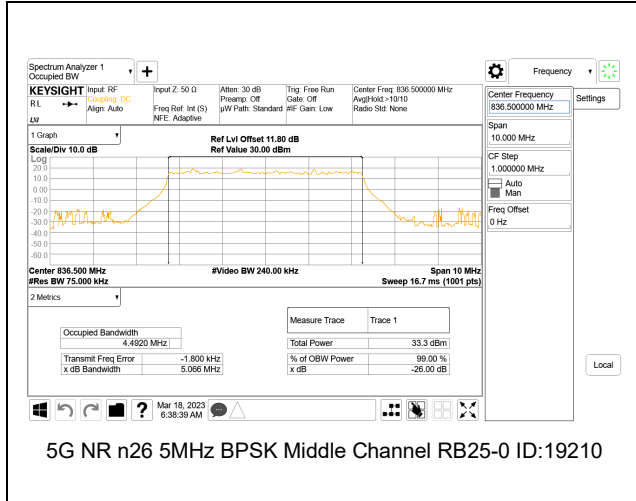 Spectrum Analyzer 1
Occupied BW
+
Frequency
KEYSIGHT
RL
Input: RF
Coupling: DC
Align: Auto
Input Z: 50 Ω
Freq Ref: Int (S)
NFE: Adaptive
Atten: 30 dB
Preamp: Off
µW Path: Standard
Trig: Free Run
Gate: Off
#IF Gain: Low
Center Freq: 836.500000 MHz
Avg|Hold:>10/10
Radio Std: None
Center Frequency
836.500000 MHz
Settings
Span
10.000 MHz
CF Step
1.000000 MHz
Auto
Man
Freq Offset
0 Hz
Local
1 Graph
Scale/Div 10.0 dB
Ref Lvl Offset 11.80 dB
Ref Value 30.00 dBm
Log
20.0
10.0
0.00
-10.0
-20.0
-30.0
-40.0
-50.0
-60.0
Center 836.500 MHz
#Video BW 240.00 kHz
Span 10 MHz
#Res BW 75.000 kHz
Sweep 16.7 ms (1001 pts)
2 Metrics
Measure Trace Trace 1
Occupied Bandwidth
4.4920 MHz
Total Power 33.3 dBm
Transmit Freq Error -1.800 kHz
% of OBW Power 99.00 %
x dB Bandwidth 5.066 MHz
x dB -26.00 dB
?
Mar 18, 2023
6:38:39 AM
5G NR n26 5MHz BPSK Middle Channel RB25-0 ID:19210